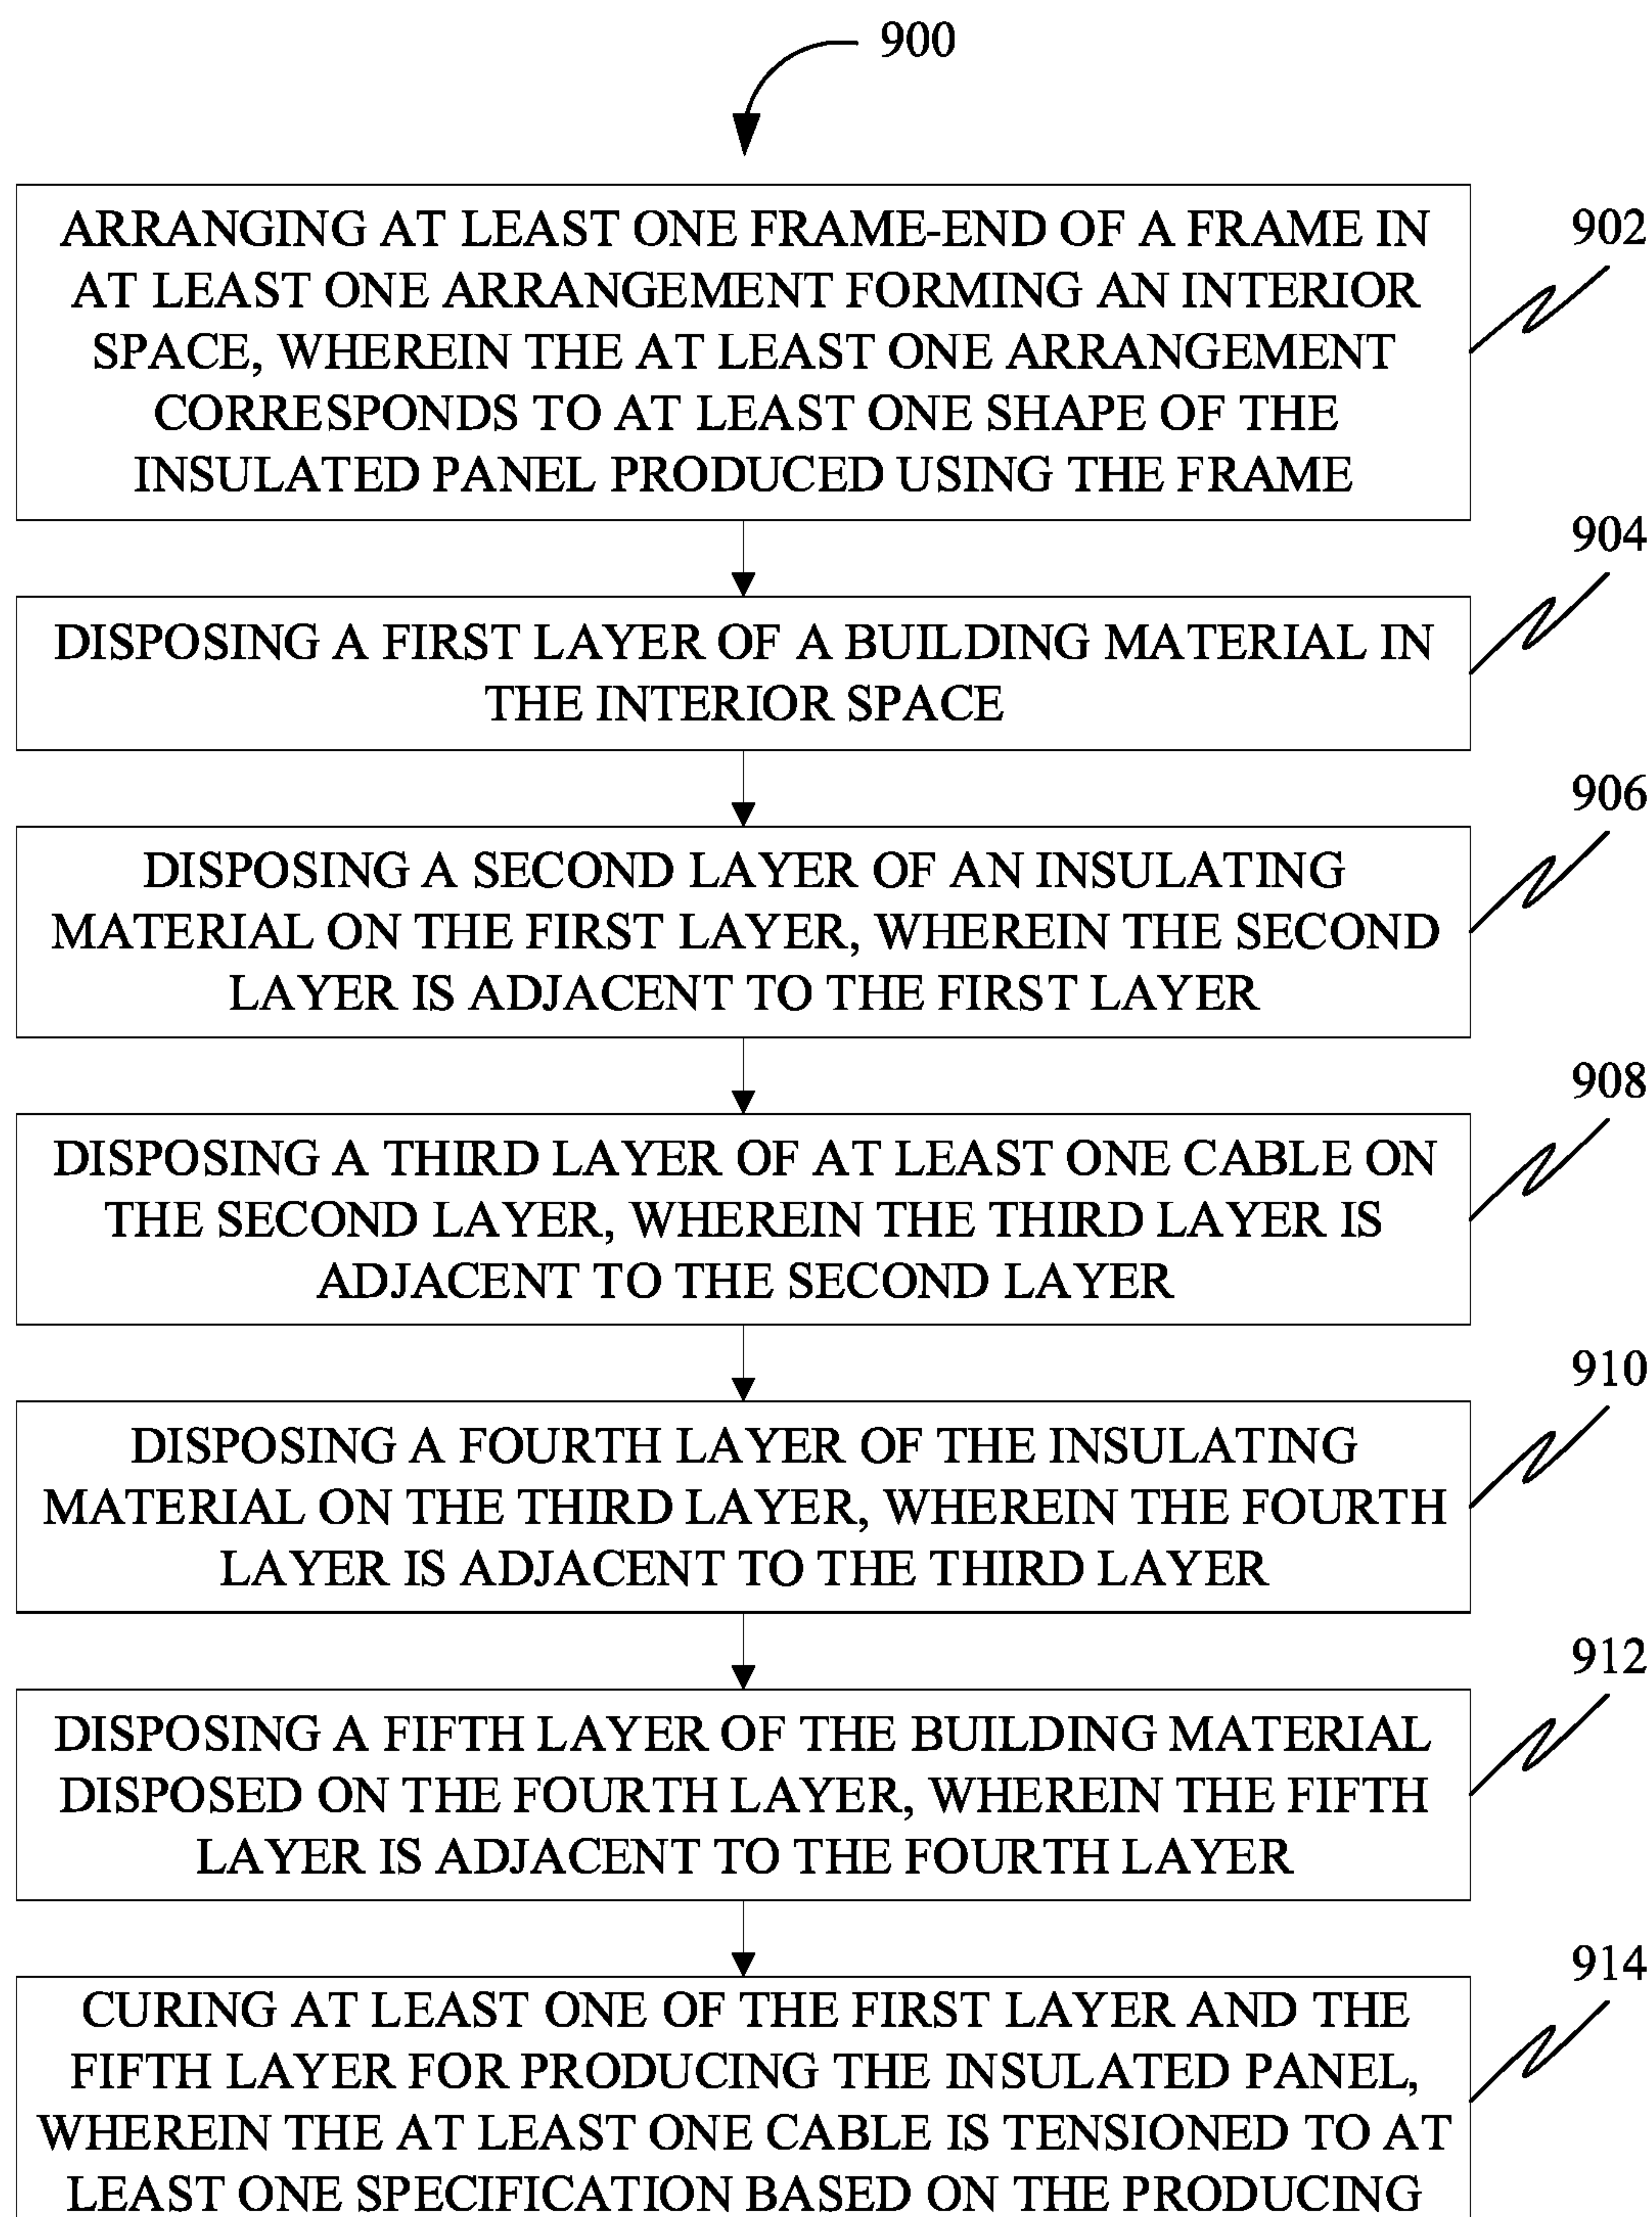 900
ARRANGING AT LEAST ONE FRAME-END OF A FRAME IN
AT LEAST ONE ARRANGEMENT FORMING AN INTERIOR
SPACE, WHEREIN THE AT LEAST ONE ARRANGEMENT
CORRESPONDS TO AT LEAST ONE SHAPE OF THE
INSULATED PANEL PRODUCED USING THE FRAME
902
DISPOSING A FIRST LAYER OF A BUILDING MATERIAL IN
THE INTERIOR SPACE
904
DISPOSING A SECOND LAYER OF AN INSULATING
MATERIAL ON THE FIRST LAYER, WHEREIN THE SECOND
LAYER IS ADJACENT TO THE FIRST LAYER
906
DISPOSING A THIRD LAYER OF AT LEAST ONE CABLE ON
THE SECOND LAYER, WHEREIN THE THIRD LAYER IS
ADJACENT TO THE SECOND LAYER
908
DISPOSING A FOURTH LAYER OF THE INSULATING
MATERIAL ON THE THIRD LAYER, WHEREIN THE FOURTH
LAYER IS ADJACENT TO THE THIRD LAYER
910
DISPOSING A FIFTH LAYER OF THE BUILDING MATERIAL
DISPOSED ON THE FOURTH LAYER, WHEREIN THE FIFTH
LAYER IS ADJACENT TO THE FOURTH LAYER
912
CURING AT LEAST ONE OF THE FIRST LAYER AND THE
FIFTH LAYER FOR PRODUCING THE INSULATED PANEL,
WHEREIN THE AT LEAST ONE CABLE IS TENSIONED TO AT
LEAST ONE SPECIFICATION BASED ON THE PRODUCING
914